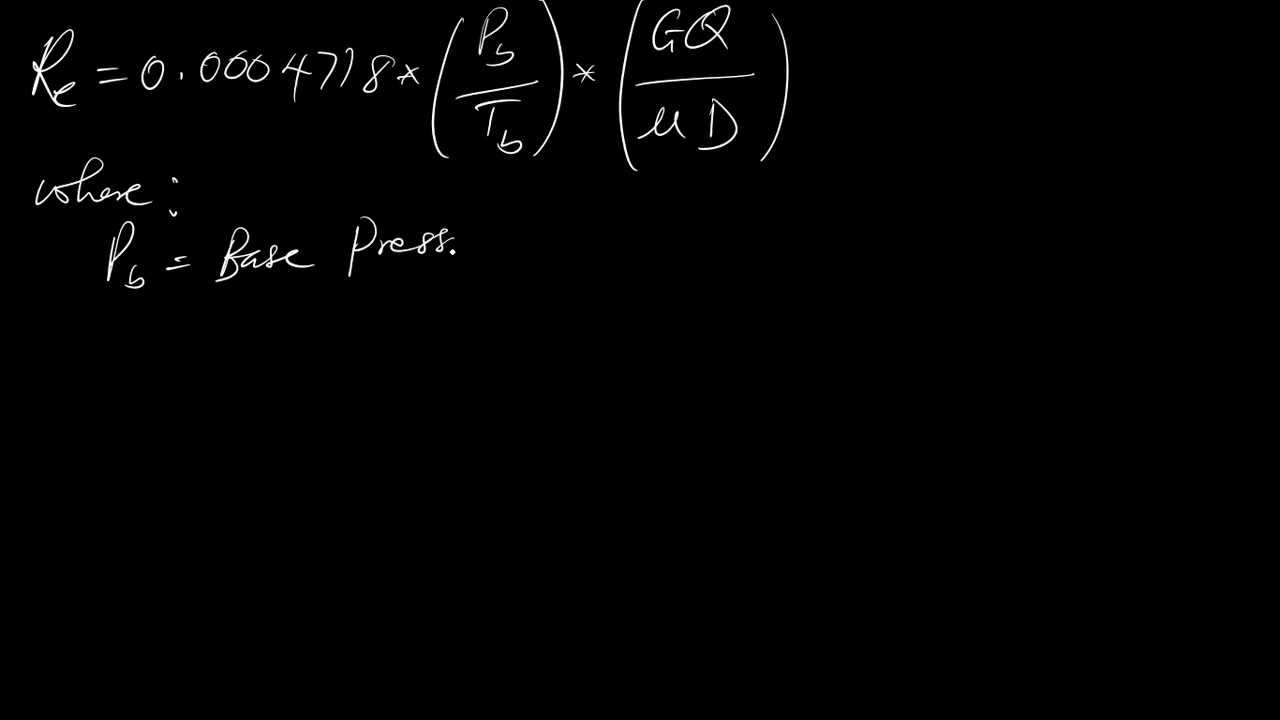 Re = 0.0004778 * (Pb / Tb) * (GQ / μD)
where :
Pb = Base Press.